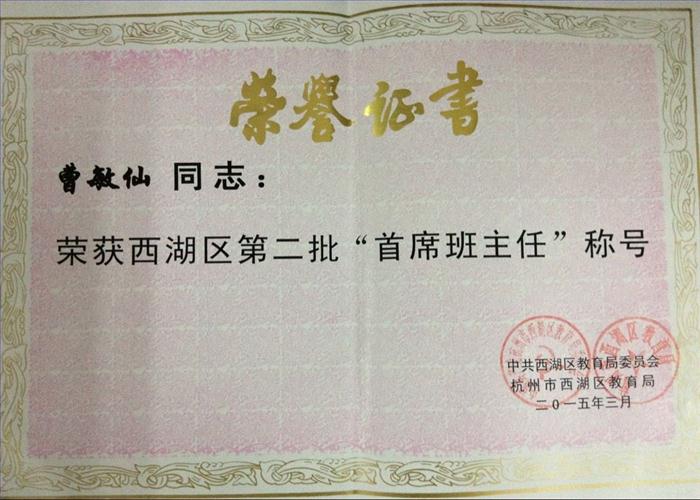 荣誉证书
曹敏仙 同志：
荣获西湖区第二批“首席班主任”称号
中共西湖区教育局委员会
杭州市西湖区教育局
二〇一五年三月